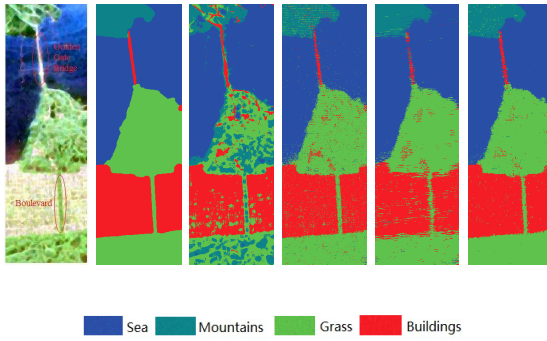 Golden
Gate
Bridge
Boulevard
Sea
Mountains
Grass
Buildings